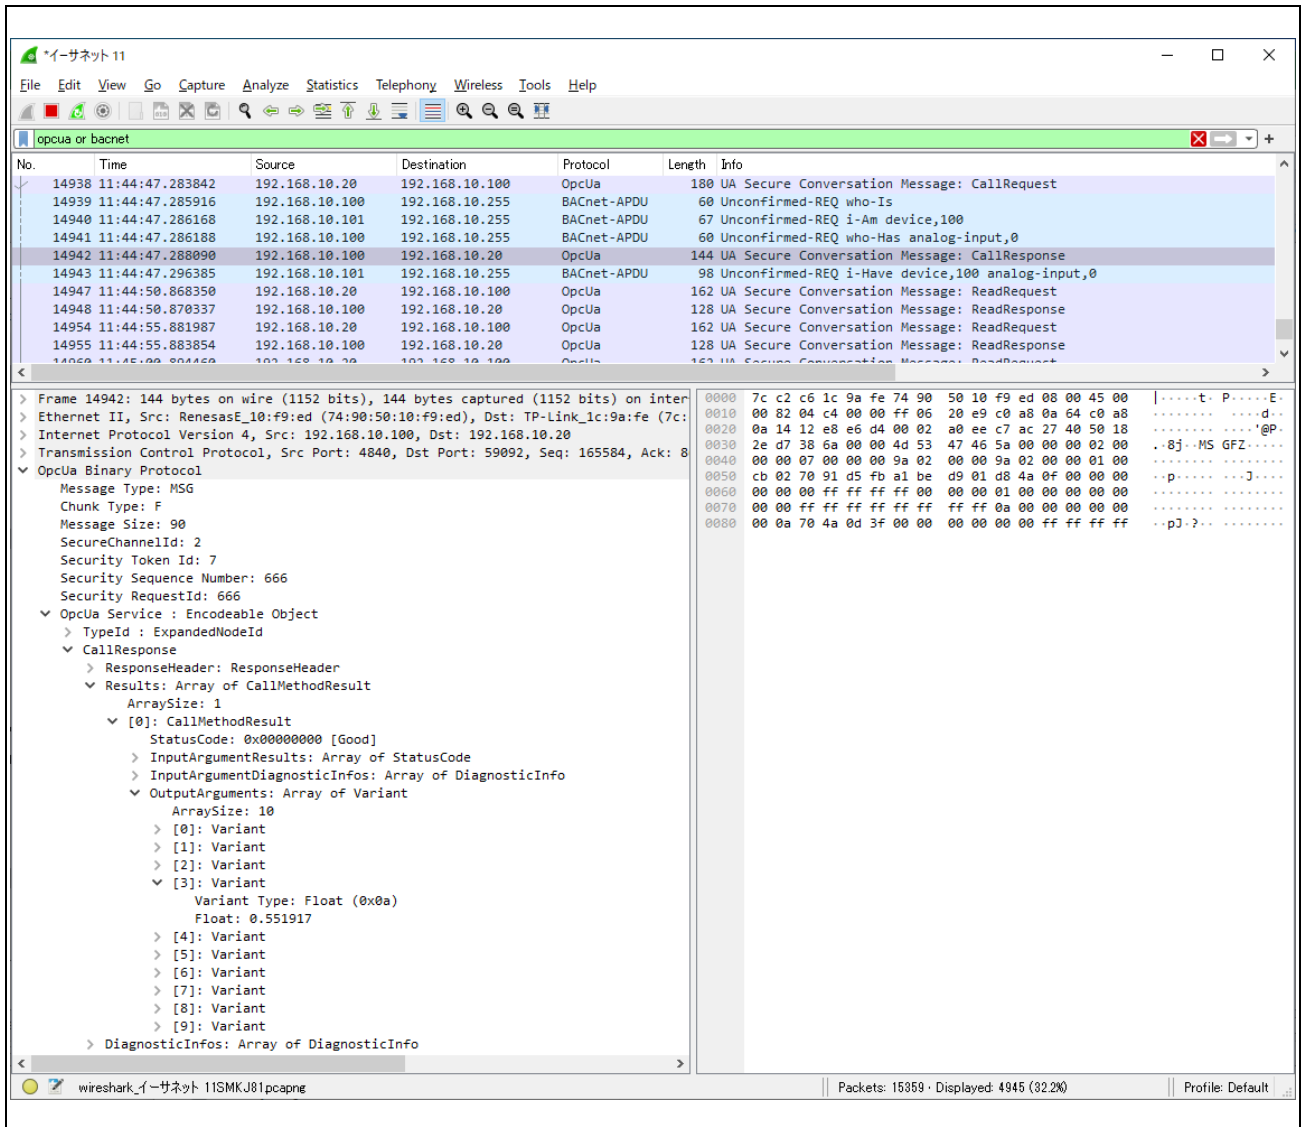 *イーサネット 11
File Edit View Go Capture Analyze Statistics Telephony Wireless Tools Help
opcua or bacnet
No. Time Source Destination Protocol Length Info
14938 11:44:47.283842 192.168.10.20 192.168.10.100 OpcUa 180 UA Secure Conversation Message: CallRequest
14939 11:44:47.285916 192.168.10.100 192.168.10.255 BACnet-APDU 60 Unconfirmed-REQ who-Is
14940 11:44:47.286168 192.168.10.101 192.168.10.255 BACnet-APDU 67 Unconfirmed-REQ i-Am device,100
14941 11:44:47.286188 192.168.10.100 192.168.10.255 BACnet-APDU 60 Unconfirmed-REQ who-Has analog-input,0
14942 11:44:47.288090 192.168.10.100 192.168.10.20 OpcUa 144 UA Secure Conversation Message: CallResponse
14943 11:44:47.296385 192.168.10.101 192.168.10.255 BACnet-APDU 98 Unconfirmed-REQ i-Have device,100 analog-input,0
14947 11:44:50.868350 192.168.10.20 192.168.10.100 OpcUa 162 UA Secure Conversation Message: ReadRequest
14948 11:44:50.870337 192.168.10.100 192.168.10.20 OpcUa 128 UA Secure Conversation Message: ReadResponse
14954 11:44:55.881987 192.168.10.20 192.168.10.100 OpcUa 162 UA Secure Conversation Message: ReadRequest
14955 11:44:55.883854 192.168.10.100 192.168.10.20 OpcUa 128 UA Secure Conversation Message: ReadResponse
14960 11:45:00.894460 192.168.10.20 192.168.10.100 OpcUa 162 UA Secure Conversation Message: ReadRequest
Frame 14942: 144 bytes on wire (1152 bits), 144 bytes captured (1152 bits) on inter
Ethernet II, Src: RenesasE_10:f9:ed (74:90:50:10:f9:ed), Dst: TP-Link_1c:9a:fe (7c:
Internet Protocol Version 4, Src: 192.168.10.100, Dst: 192.168.10.20
Transmission Control Protocol, Src Port: 4840, Dst Port: 59092, Seq: 165584, Ack: 8
OpcUa Binary Protocol
Message Type: MSG
Chunk Type: F
Message Size: 90
SecureChannelId: 2
Security Token Id: 7
Security Sequence Number: 666
Security RequestId: 666
OpcUa Service : Encodeable Object
TypeId : ExpandedNodeId
CallResponse
ResponseHeader: ResponseHeader
Results: Array of CallMethodResult
ArraySize: 1
[0]: CallMethodResult
StatusCode: 0x00000000 [Good]
InputArgumentResults: Array of StatusCode
InputArgumentDiagnosticInfos: Array of DiagnosticInfo
OutputArguments: Array of Variant
ArraySize: 10
[0]: Variant
[1]: Variant
[2]: Variant
[3]: Variant
Variant Type: Float (0x0a)
Float: 0.551917
[4]: Variant
[5]: Variant
[6]: Variant
[7]: Variant
[8]: Variant
[9]: Variant
DiagnosticInfos: Array of DiagnosticInfo
0000 7c c2 c6 1c 9a fe 74 90 50 10 f9 ed 08 00 45 00 |·····t· P·····E·
0010 00 82 04 c4 00 00 ff 06 20 e9 c0 a8 0a 64 c0 a8 ········ ····d··
0020 0a 14 12 e8 e6 d4 00 02 a0 ee c7 ac 27 40 50 18 ········ ····'@P·
0030 2e d7 38 6a 00 00 4d 53 47 46 5a 00 00 00 02 00 .·8j··MS GFZ·····
0040 00 00 07 00 00 00 9a 02 00 00 9a 02 00 00 01 00 ········ ········
0050 cb 02 70 91 d5 fb a1 be d9 01 d8 4a 0f 00 00 00 ··p····· ···J····
0060 00 00 00 ff ff ff ff 00 00 00 01 00 00 00 00 00 ········ ········
0070 00 00 ff ff ff ff ff ff ff ff 0a 00 00 00 00 00 ········ ········
0080 00 0a 70 4a 0d 3f 00 00 00 00 00 00 ff ff ff ff ··pJ·?·· ········
wireshark_イーサネット 11SMKJ81.pcapng
Packets: 15359 · Displayed: 4945 (32.2%)
Profile: Default